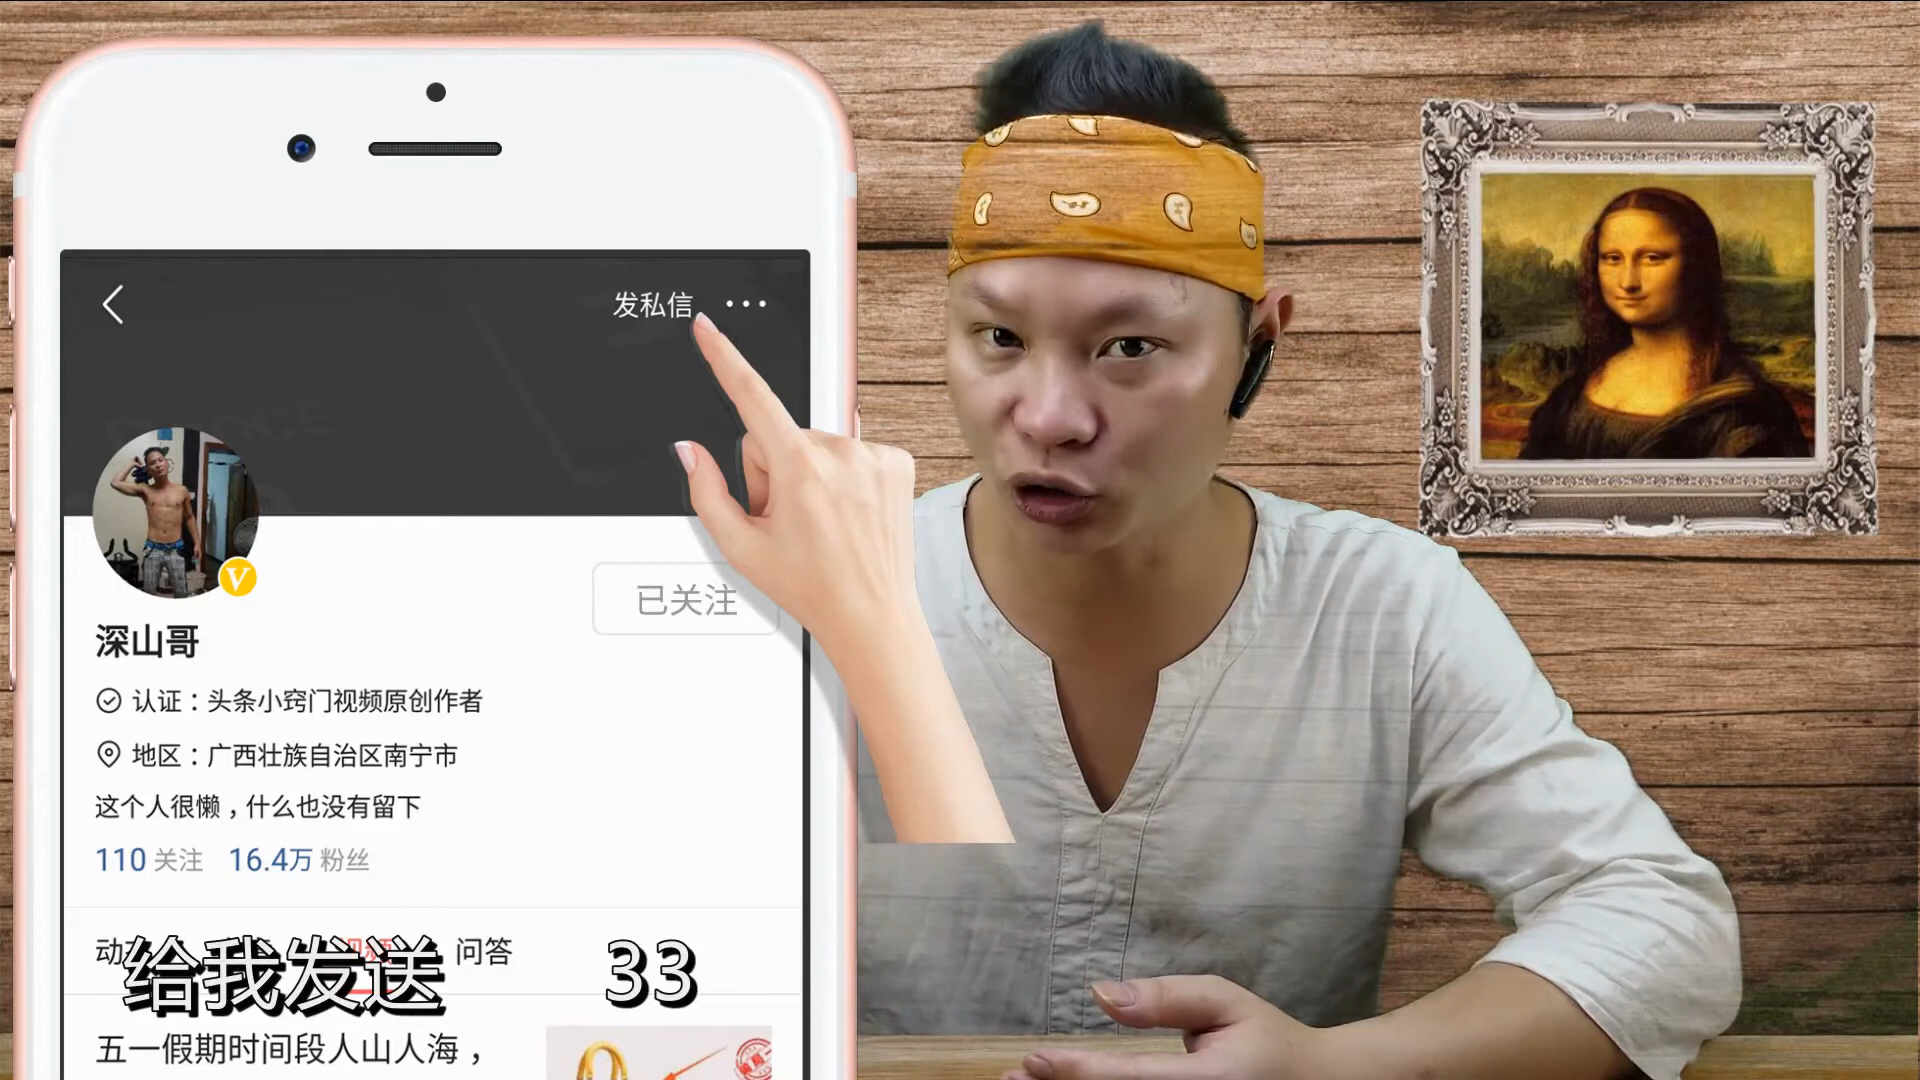 发私信
已关注
深山哥
认证：头条小窍门视频原创作者
地区：广西壮族自治区南宁市
这个人很懒，什么也没有留下
110 关注 16.4万 粉丝
动 视频 问答
给我发送 33
五一假期时间段人山人海，